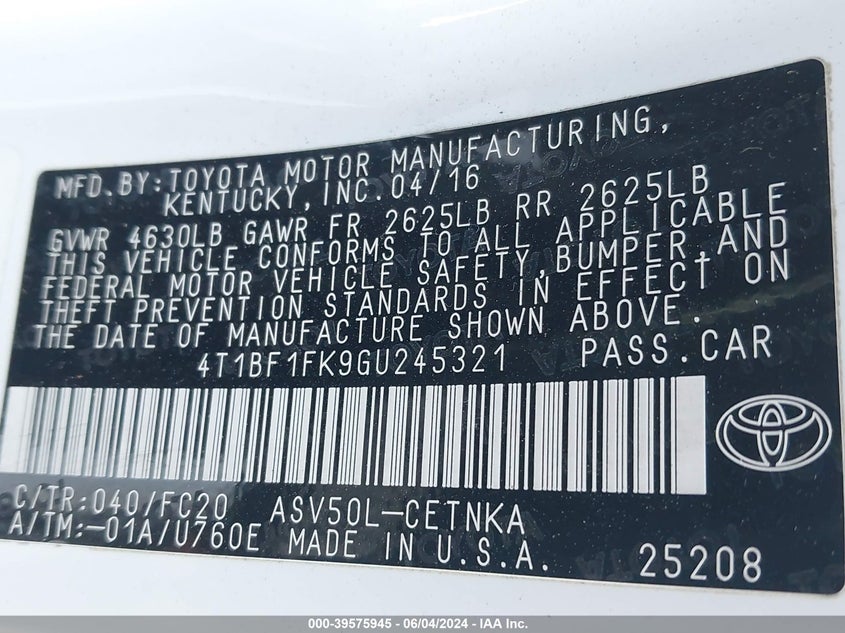 MFD.BY:TOYOTA MOTOR MANUFACTURING,
KENTUCKY,INC.04/16
GVWR 4630LB GAWR FR 2625LB RR 2625LB
THIS VEHICLE CONFORMS TO ALL APPLICABLE
FEDERAL MOTOR VEHICLE SAFETY,BUMPER,AND
THEFT PREVENTION STANDARDS IN EFFECT ON
THE DATE OF MANUFACTURE SHOWN ABOVE.
4T1BF1FK9GU245321 PASS.CAR
C/TR:040/FC20 ASV50L-CETNKA
A/TM:-01A/U760E MADE IN U.S.A. 25208
000-39575945 - 06/04/2024 - IAA Inc.